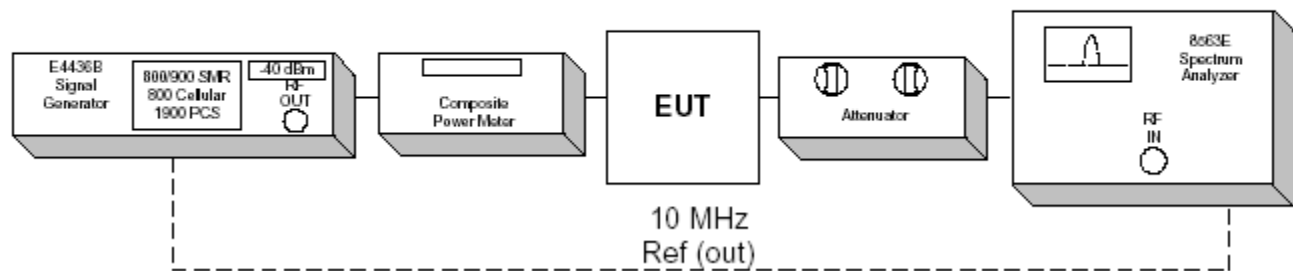 E4436B
Signal
Generator
800/900 SMR
800 Cellular
1900 PCS
-40 dBm
RF
OUT
Composite
Power Meter
EUT
Attenuator
8563E
Spectrum
Analyzer
RF
IN
10 MHz
Ref (out)